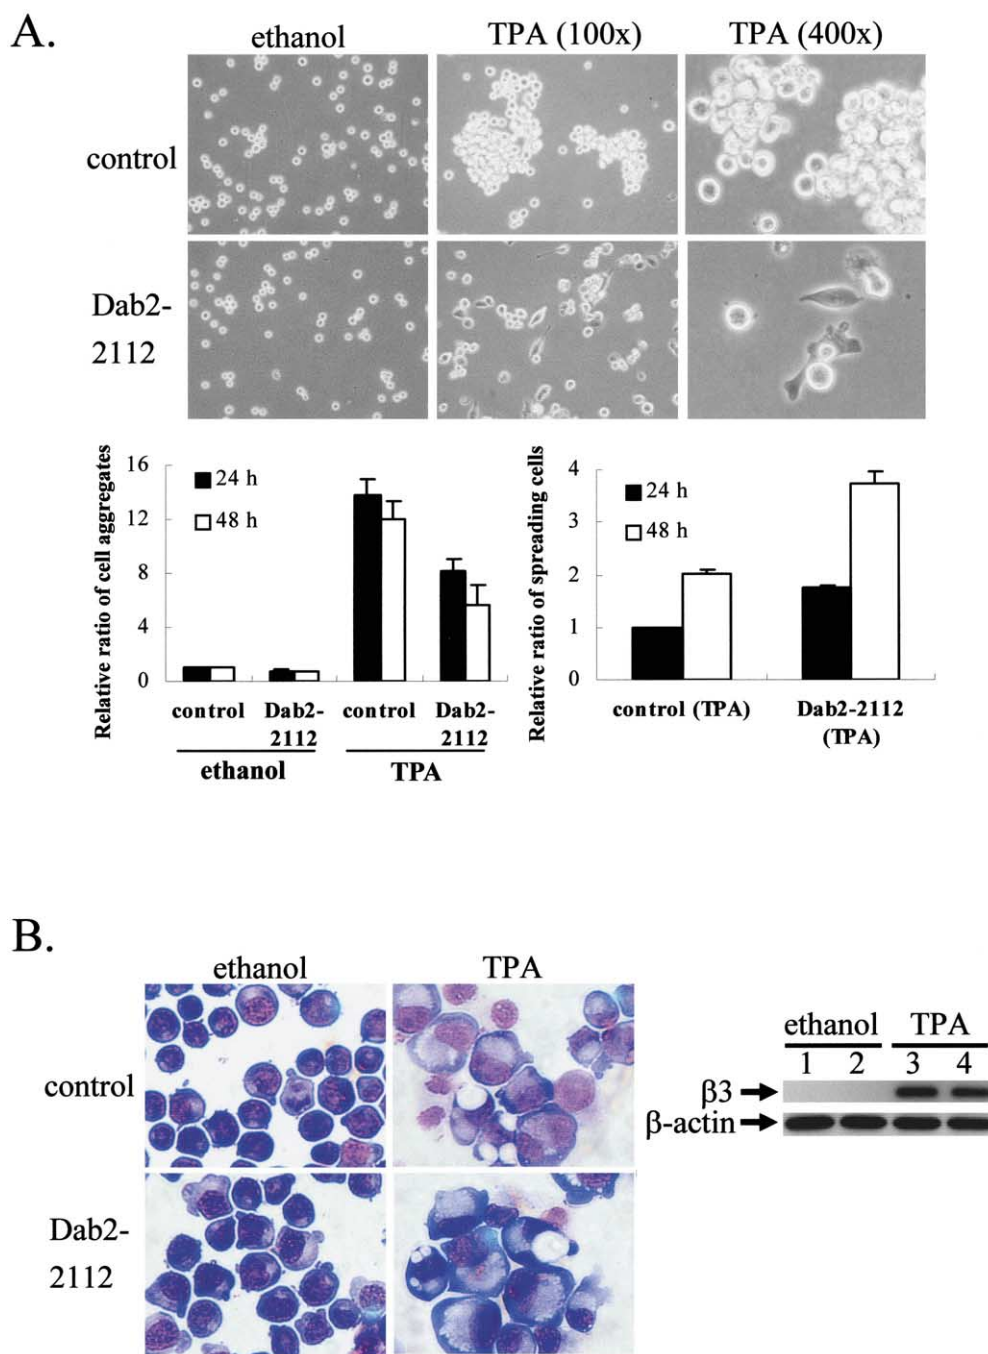 A.
ethanol TPA (100x) TPA (400x)
control
Dab2-
2112
Relative ratio of cell aggregates
16
12
8
4
0
24 h
48 h
control Dab2- control Dab2-
2112 2112
ethanol TPA
Relative ratio of spreading cells
4
3
2
1
0
24 h
48 h
control (TPA) Dab2-2112
(TPA)
B.
ethanol TPA
control
Dab2-
2112
ethanol TPA
1 2 3 4
β3
β-actin